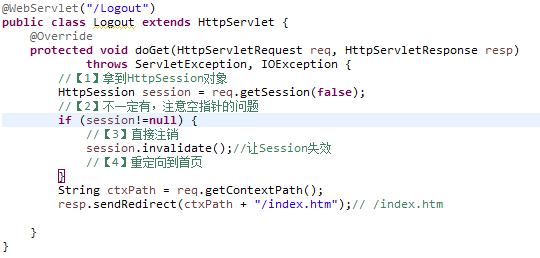 @WebServlet("/Logout")
public class Logout extends HttpServlet {
@Override
protected void doGet(HttpServletRequest req, HttpServletResponse resp)
throws ServletException, IOException {
//【1】拿到HttpSession对象
HttpSession session = req.getSession(false);
//【2】不一定有，注意空指针的问题
if (session!=null) {
//【3】直接注销
session.invalidate();//让Session失效
//【4】重定向到首页
}
String ctxPath = req.getContextPath();
resp.sendRedirect(ctxPath + "/index.htm");// /index.htm
}
}